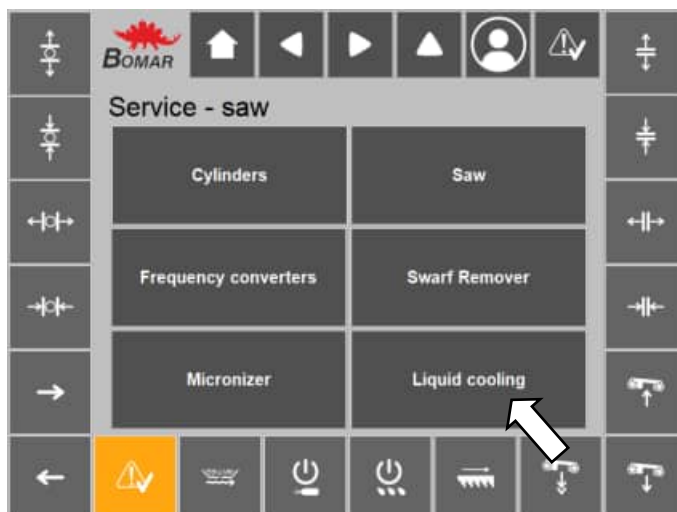 BOMAR
Service - saw
Cylinders
Saw
Frequency converters
Swarf Remover
Micronizer
Liquid cooling